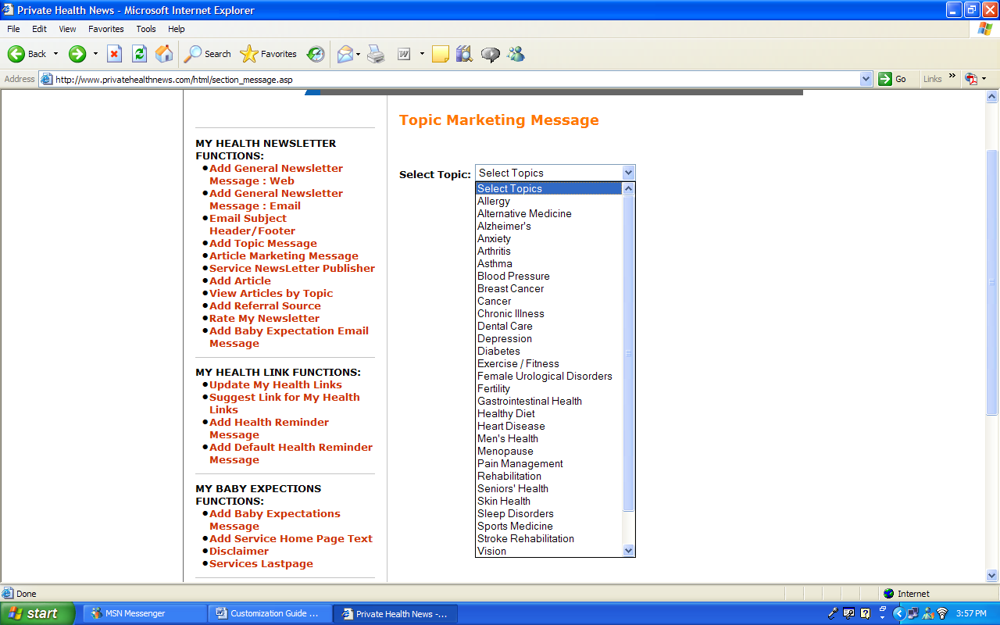 Private Health News - Microsoft Internet Explorer
File Edit View Favorites Tools Help
Back Search Favorites W
Address http://www.privatehealthnews.com/html/section_message.asp Go Links »
MY HEALTH NEWSLETTER
FUNCTIONS:
Add General Newsletter
Message : Web
Add General Newsletter
Message : Email
Email Subject
Header/Footer
Add Topic Message
Article Marketing Message
Service NewsLetter Publisher
Add Article
View Articles by Topic
Add Referral Source
Rate My Newsletter
Add Baby Expectation Email
Message
MY HEALTH LINK FUNCTIONS:
Update My Health Links
Suggest Link for My Health
Links
Add Health Reminder
Message
Add Default Health Reminder
Message
MY BABY EXPECTIONS
FUNCTIONS:
Add Baby Expectations
Message
Add Service Home Page Text
Disclaimer
Services Lastpage
Topic Marketing Message
Select Topic: Select Topics
Select Topics
Allergy
Alternative Medicine
Alzheimer's
Anxiety
Arthritis
Asthma
Blood Pressure
Breast Cancer
Cancer
Chronic Illness
Dental Care
Depression
Diabetes
Exercise / Fitness
Female Urological Disorders
Fertility
Gastrointestinal Health
Healthy Diet
Heart Disease
Men's Health
Menopause
Pain Management
Rehabilitation
Seniors' Health
Skin Health
Sleep Disorders
Sports Medicine
Stroke Rehabilitation
Vision
Done Internet
start MSN Messenger Customization Guide ... Private Health News -... 3:57 PM